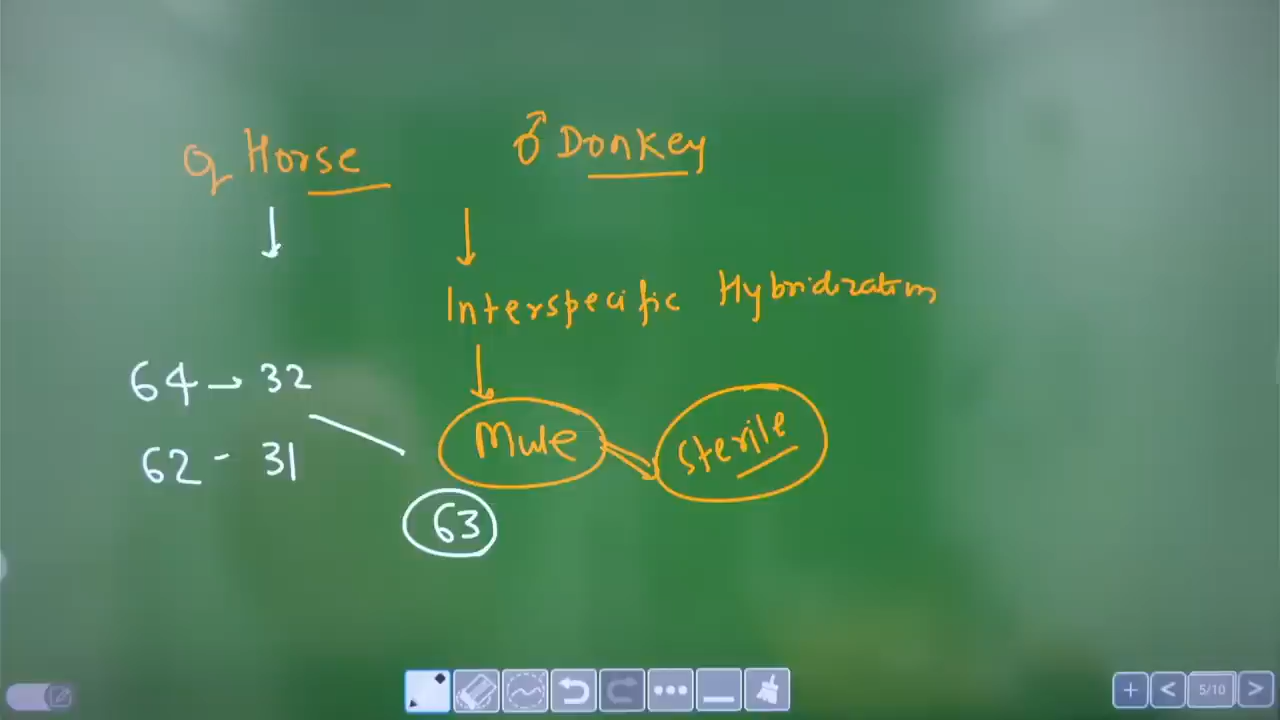 ♀ Horse ♂ Donkey
Interspecific Hybridization
64 → 32
Mule sterile
62 - 31
63
5/10